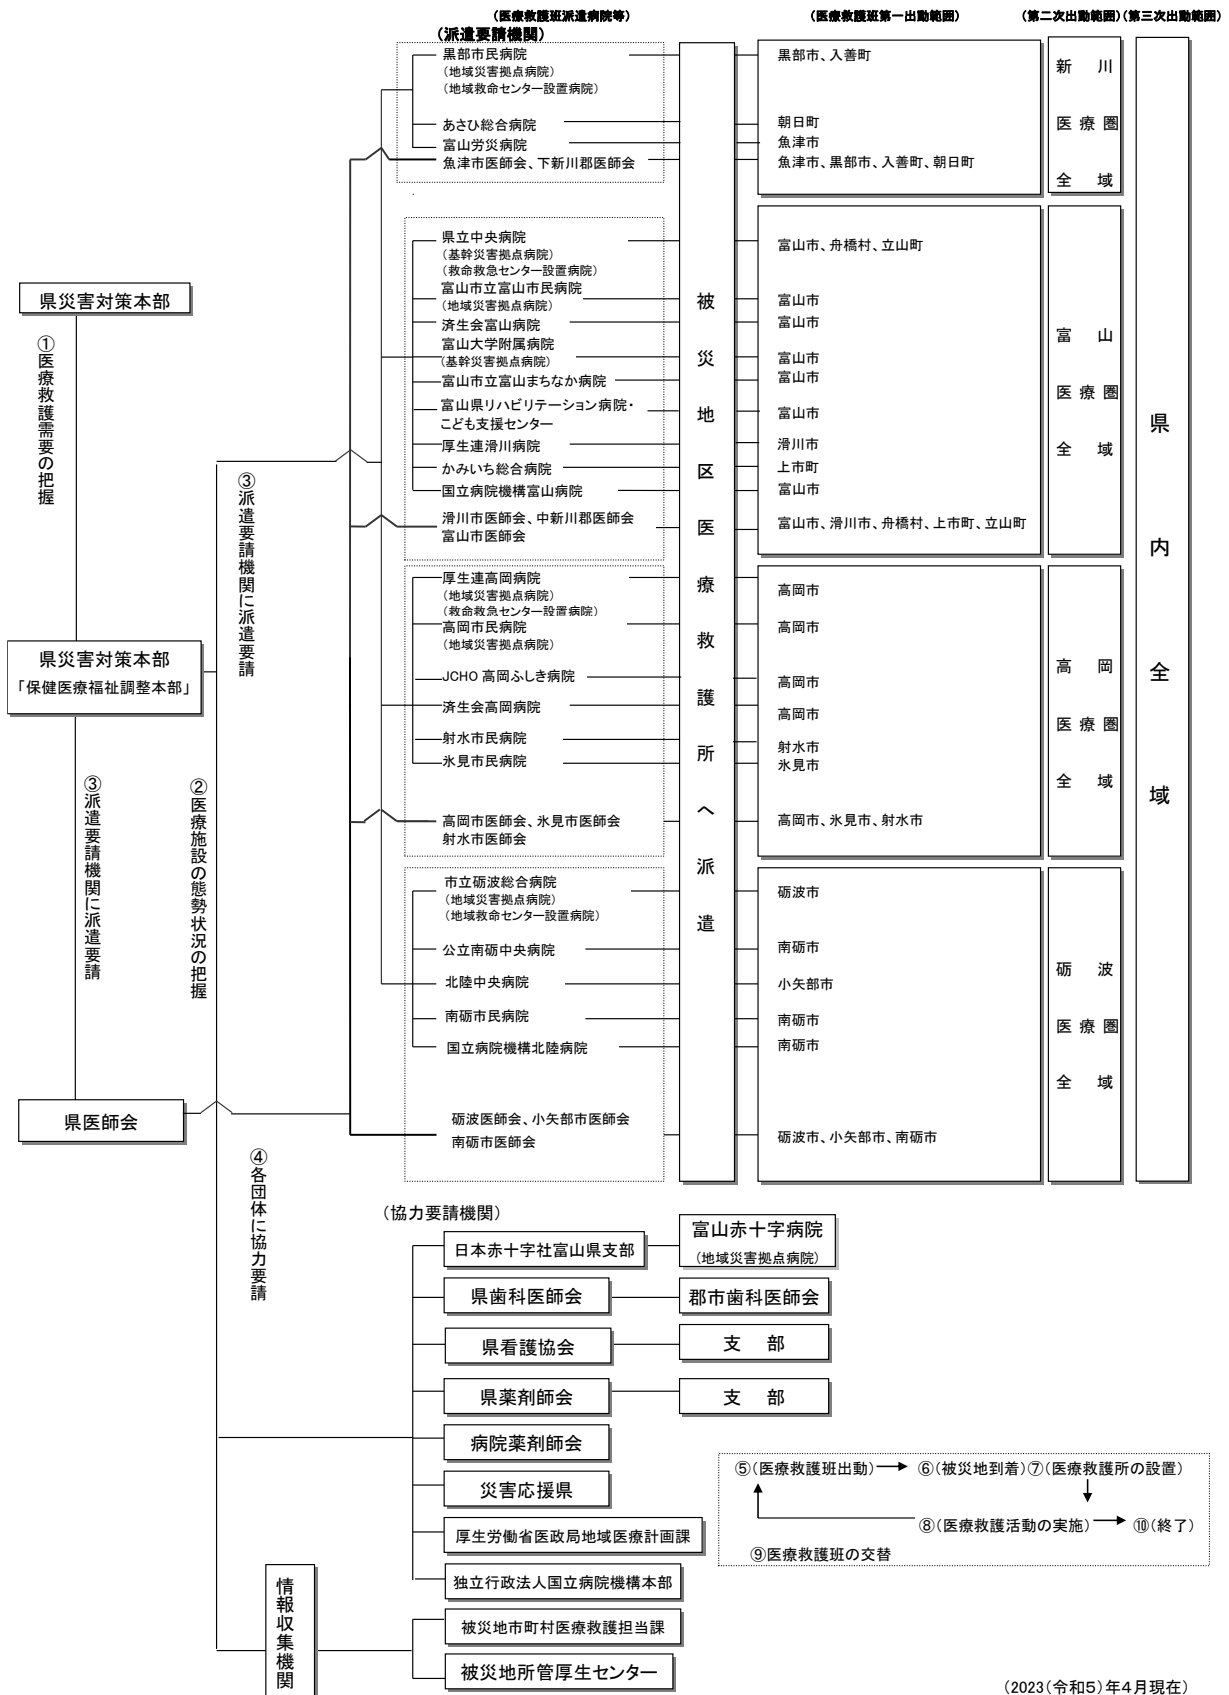 (医療救護班派遣病院等)
(医療救護班第一出動範囲)
(第二次出動範囲)
(第三次出動範囲)
(派遣要請機関)
黒部市民病院
(地域災害拠点病院)
(地域救命センター設置病院)
あさひ総合病院
富山労災病院
魚津市医師会、下新川郡医師会
黒部市、入善町
朝日町
魚津市
魚津市、黒部市、入善町、朝日町
新 川
医 療 圏
全 域
県立中央病院
(基幹災害拠点病院)
(救命救急センター設置病院)
富山市立富山市民病院
(地域災害拠点病院)
済生会富山病院
富山大学附属病院
(基幹災害拠点病院)
富山市立富山まちなか病院
富山県リハビリテーション病院・
こども支援センター
厚生連滑川病院
かみいち総合病院
国立病院機構富山病院
滑川市医師会、中新川郡医師会
富山市医師会
富山市、舟橋村、立山町
富山市
富山市
富山市
富山市
富山市
滑川市
上市町
富山市
富山市、滑川市、舟橋村、上市町、立山町
富 山
医 療 圏
全 域
厚生連高岡病院
(地域災害拠点病院)
(救命救急センター設置病院)
高岡市民病院
(地域災害拠点病院)
JCHO 高岡ふしき病院
済生会高岡病院
射水市民病院
氷見市民病院
高岡市医師会、氷見市医師会
射水市医師会
高岡市
高岡市
高岡市
高岡市
射水市
氷見市
高岡市、氷見市、射水市
高 岡
医 療 圏
全 域
市立砺波総合病院
(地域災害拠点病院)
(地域救命センター設置病院)
公立南砺中央病院
北陸中央病院
南砺市民病院
国立病院機構北陸病院
砺波医師会、小矢部市医師会
南砺市医師会
砺波市
南砺市
小矢部市
南砺市
南砺市
砺波市、小矢部市、南砺市
砺 波
医 療 圏
全 域
被災地区医療救護所へ派遣
県内全域
県災害対策本部
①医療救護需要の把握
県災害対策本部
「保健医療福祉調整本部」
③派遣要請機関に派遣要請
③派遣要請機関に派遣要請
②医療施設の態勢状況の把握
県医師会
④各団体に協力要請
(協力要請機関)
日本赤十字社富山県支部
富山赤十字病院
(地域災害拠点病院)
県歯科医師会
郡市歯科医師会
県看護協会
支 部
県薬剤師会
支 部
病院薬剤師会
災害応援県
厚生労働省医政局地域医療計画課
独立行政法人国立病院機構本部
情報収集機関
被災地市町村医療救護担当課
被災地所管厚生センター
⑤(医療救護班出動)
⑥(被災地到着)⑦(医療救護所の設置)
⑧(医療救護活動の実施)
⑩(終了)
⑨医療救護班の交替
(2023(令和5)年4月現在)